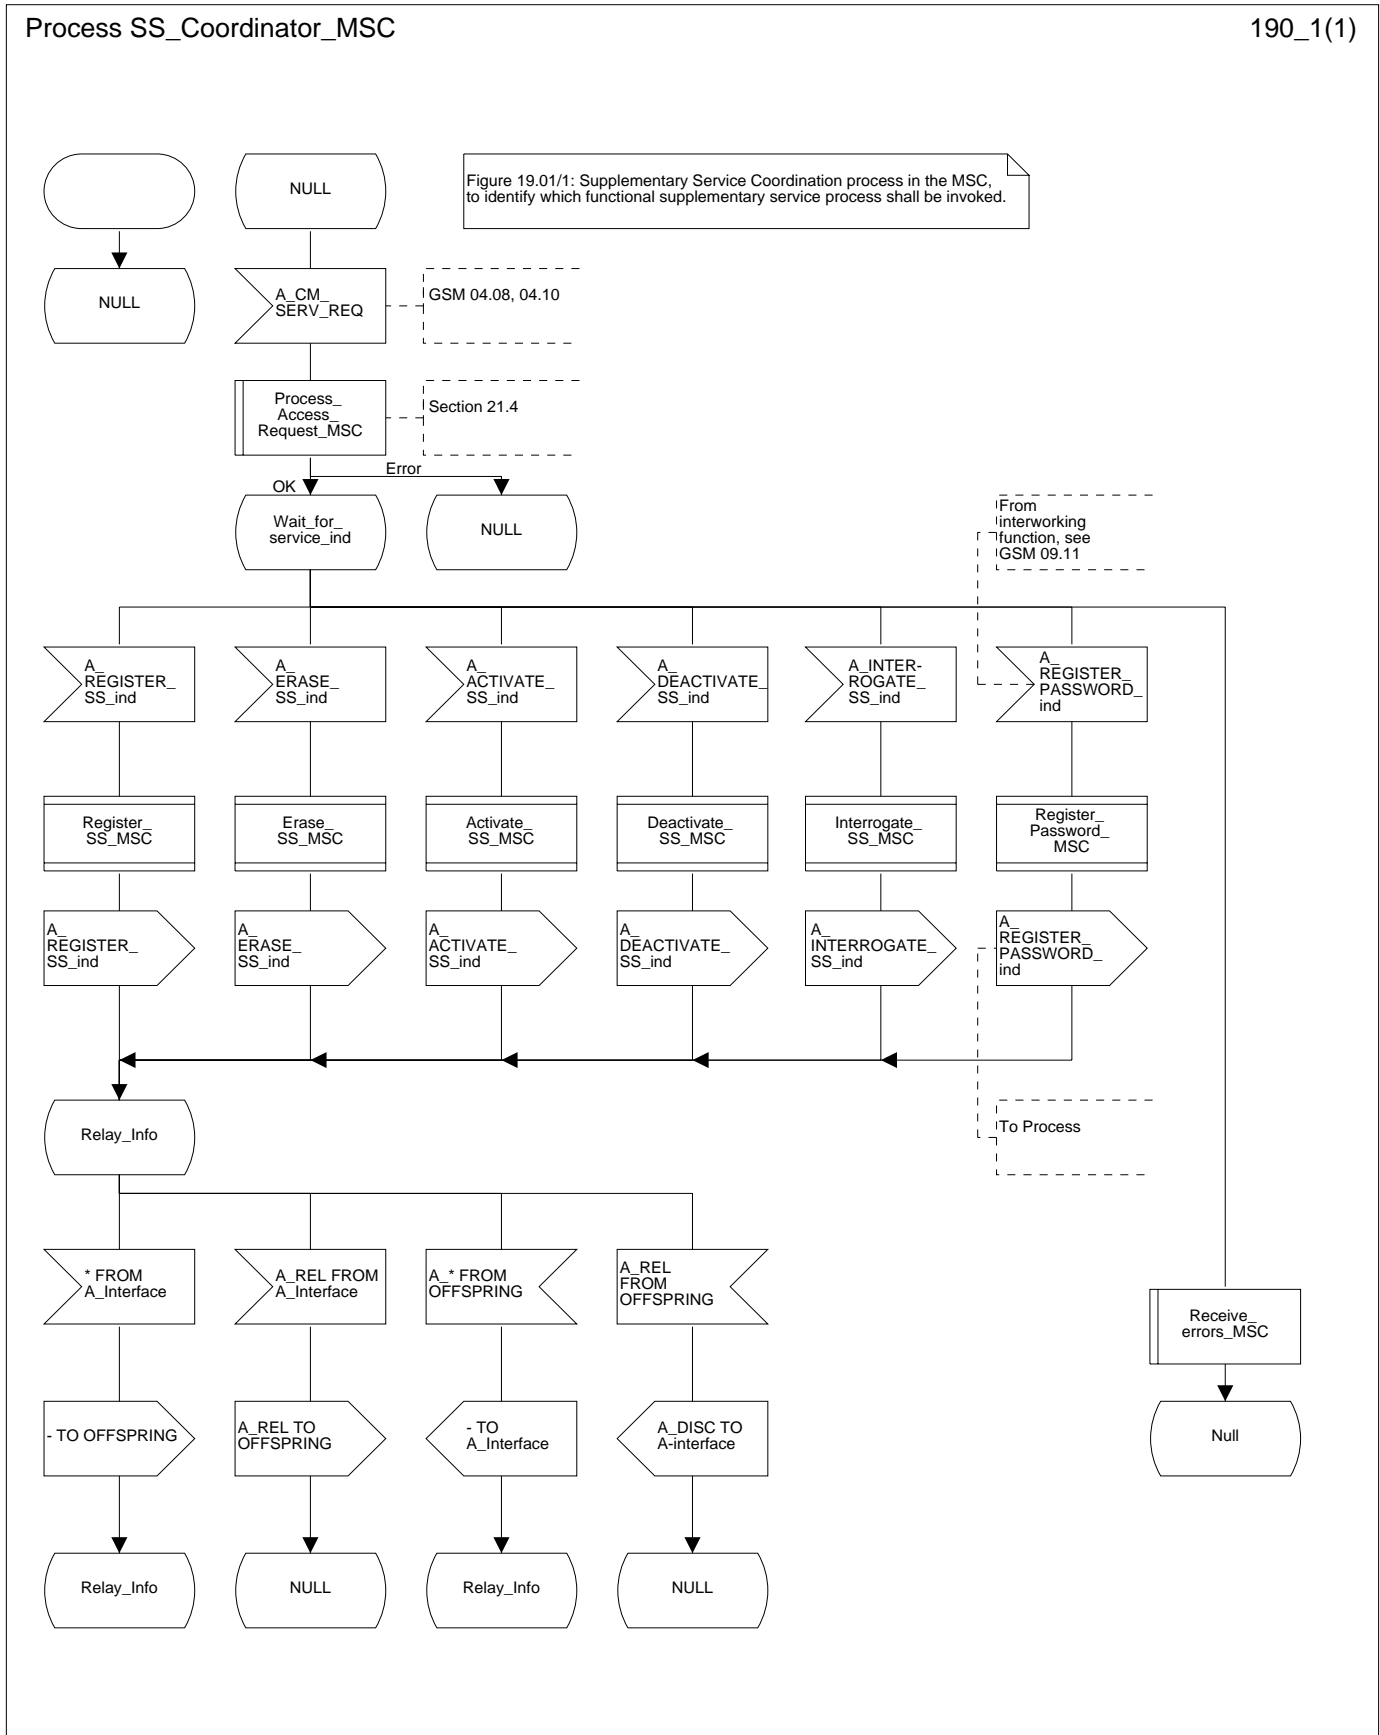 Process SS_Coordinator_MSC
190_1(1)
NULL
Figure 19.01/1: Supplementary Service Coordination process in the MSC,
to identify which functional supplementary service process shall be invoked.
NULL
A_CM_
SERV_REQ
GSM 04.08, 04.10
Process_
Access_
Request_MSC
Section 21.4
Error
OK
Wait_for_
service_ind
NULL
From
interworking
function, see
GSM 09.11
A_
REGISTER_
SS_ind
A_
ERASE_
SS_ind
A_
ACTIVATE_
SS_ind
A_
DEACTIVATE_
SS_ind
A_INTER-
ROGATE_
SS_ind
A_
REGISTER_
PASSWORD_
ind
Register_
SS_MSC
Erase_
SS_MSC
Activate_
SS_MSC
Deactivate_
SS_MSC
Interrogate_
SS_MSC
Register_
Password_
MSC
A_
REGISTER_
SS_ind
A_
ERASE_
SS_ind
A_
ACTIVATE_
SS_ind
A_
DEACTIVATE_
SS_ind
A_
INTERROGATE_
SS_ind
A_
REGISTER_
PASSWORD_
ind
Relay_Info
To Process
* FROM
A_Interface
A_REL FROM
A_Interface
A_* FROM
OFFSPRING
A_REL
FROM
OFFSPRING
Receive_
errors_MSC
- TO OFFSPRING
A_REL TO
OFFSPRING
- TO
A_Interface
A_DISC TO
A-interface
Null
Relay_Info
NULL
Relay_Info
NULL